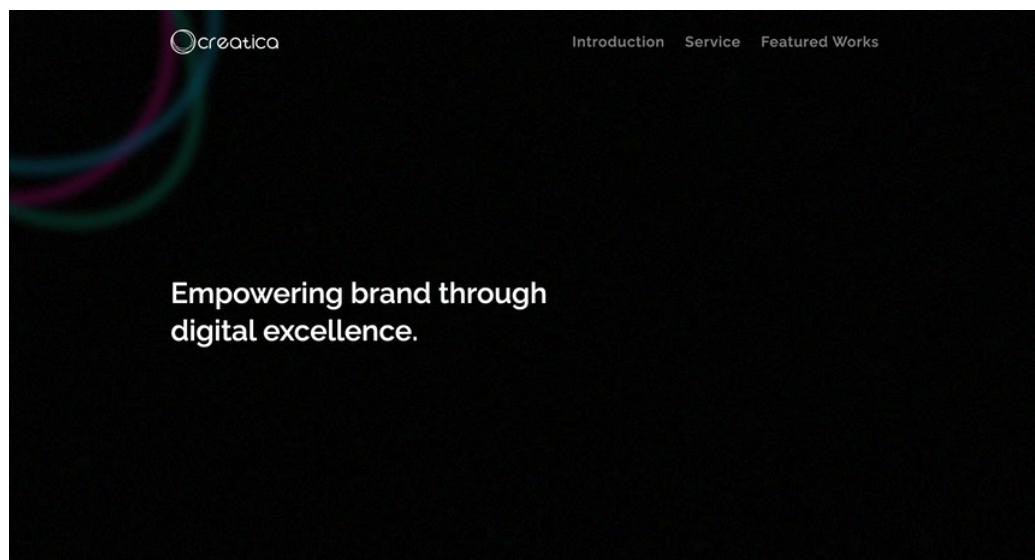 creatica
Introduction Service Featured Works
Empowering brand through
digital excellence.